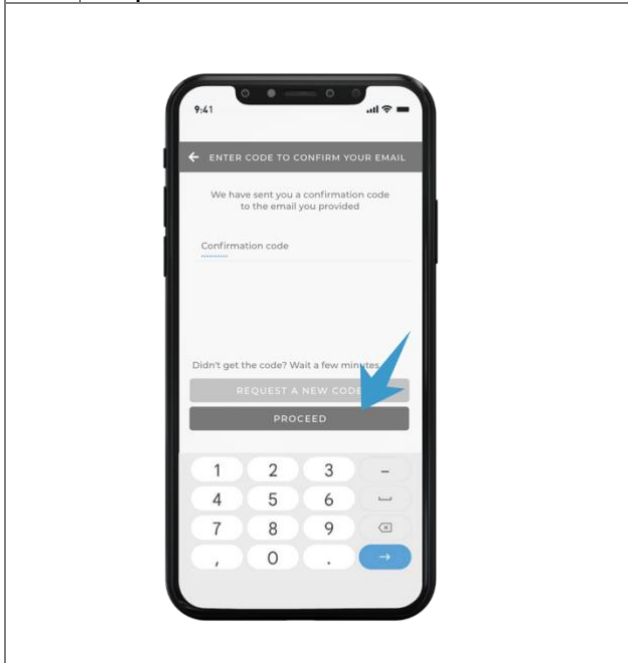 9:41
ENTER CODE TO CONFIRM YOUR EMAIL
We have sent you a confirmation code
to the email you provided
Confirmation code
Didn't get the code? Wait a few minutes
REQUEST A NEW CODE
PROCEED
1 2 3 -
4 5 6
7 8 9
, 0 .